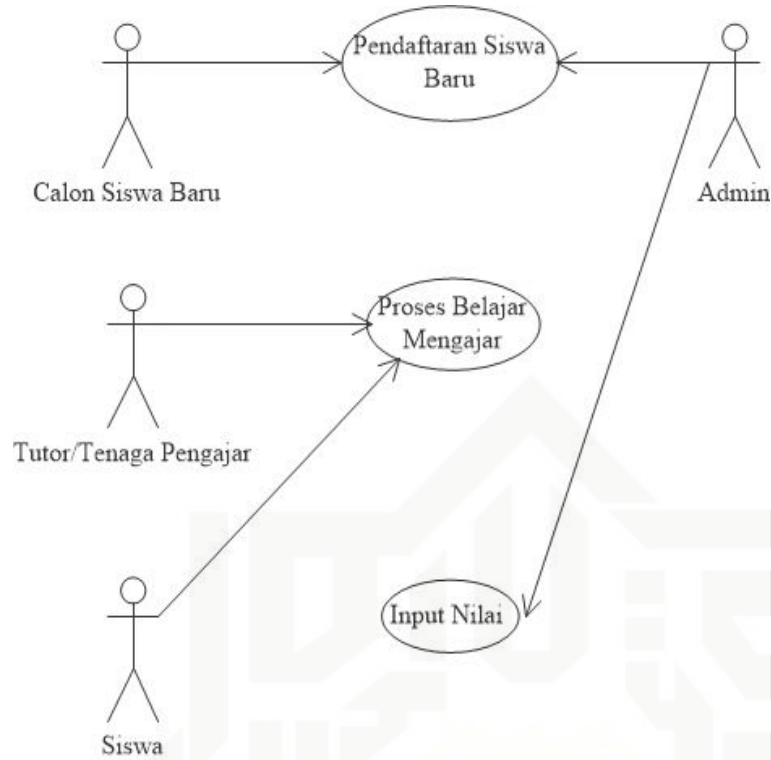 Pendaftaran Siswa
Baru
Calon Siswa Baru
Admin
Proses Belajar
Mengajar
Tutor/Tenaga Pengajar
Input Nilai
Siswa